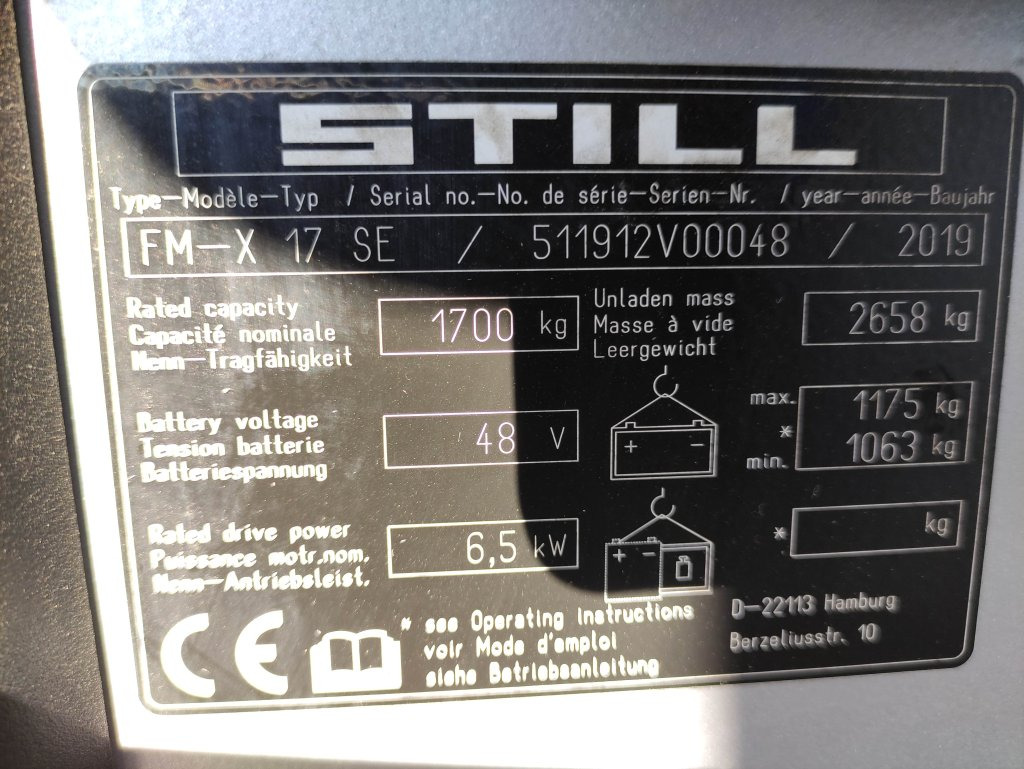 STILL
Type–Modèle–Typ / Serial no.–No. de série–Serien–Nr. / year–année–Baujahr
FM–X 17 SE / 511912V00048 / 2019
Rated capacity
Capacité nominale
Nenn–Tragfähigkeit
1700 kg
Unladen mass
Masse à vide
Leergewicht
2658 kg
Battery voltage
Tension batterie
Batteriespannung
48 V
+ −
max. 1175 kg
*
min. 1063 kg
Rated drive power
Puissance motr.nom.
Nenn–Antriebsleist.
6,5 kW
+ −
* kg
CE
* see Operating Instructions
voir Mode d'emploi
siehe Betriebsanleitung
D–22113 Hamburg
Berzeliusstr. 10